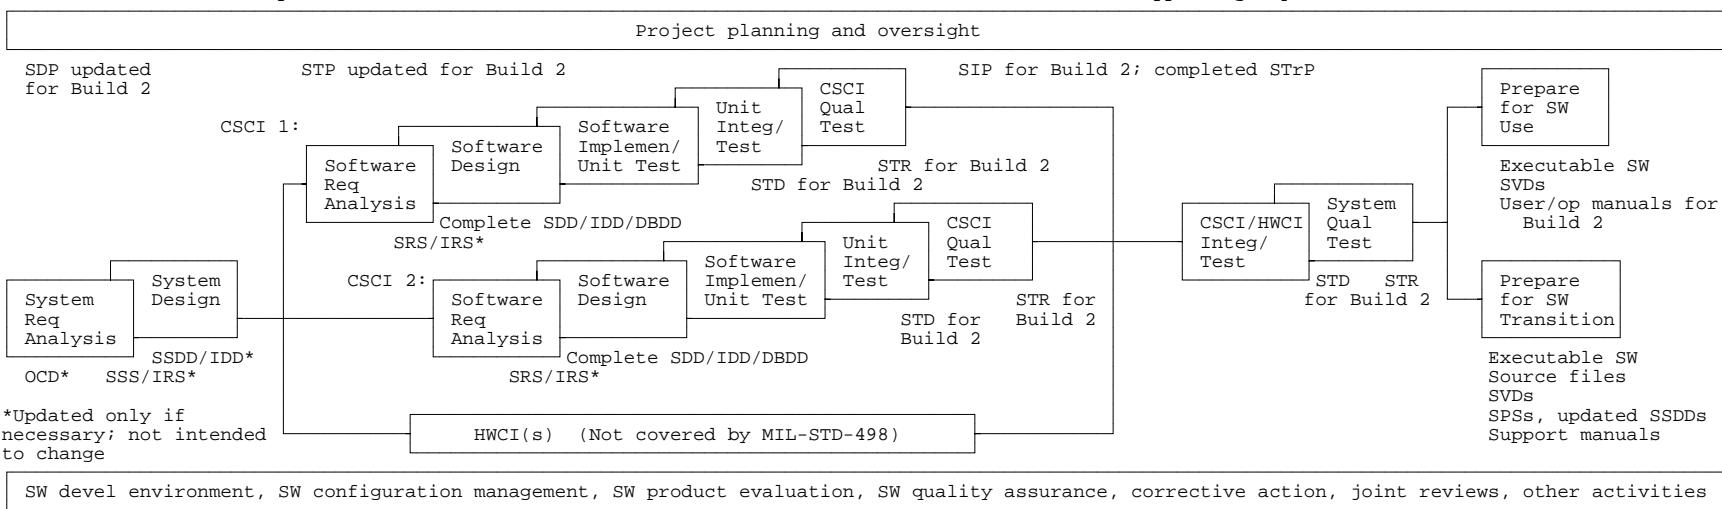 Project planning and oversight
SDP updated
for Build 2
STP updated for Build 2
SIP for Build 2; completed STrP
CSCI 1:
Software
Req
Analysis
Software
Design
Software
Implemen/
Unit Test
Unit
Integ/
Test
CSCI
Qual
Test
STR for Build 2
STD for Build 2
Complete SDD/IDD/DBDD
SRS/IRS*
System
Req
Analysis
System
Design
SSDD/IDD*
OCD*
SSS/IRS*
CSCI 2:
Software
Req
Analysis
Software
Design
Software
Implemen/
Unit Test
Unit
Integ/
Test
CSCI
Qual
Test
STR for
Build 2
STD for
Build 2
Complete SDD/IDD/DBDD
SRS/IRS*
HWCI(s) (Not covered by MIL-STD-498)
CSCI/HWCI
Integ/
Test
System
Qual
Test
STD STR
for Build 2
Prepare
for SW
Use
Executable SW
SVDs
User/op manuals for
Build 2
Prepare
for SW
Transition
Executable SW
Source files
SVDs
SPSs, updated SSDDs
Support manuals
*Updated only if
necessary; not intended
to change
SW devel environment, SW configuration management, SW product evaluation, SW quality assurance, corrective action, joint reviews, other activities